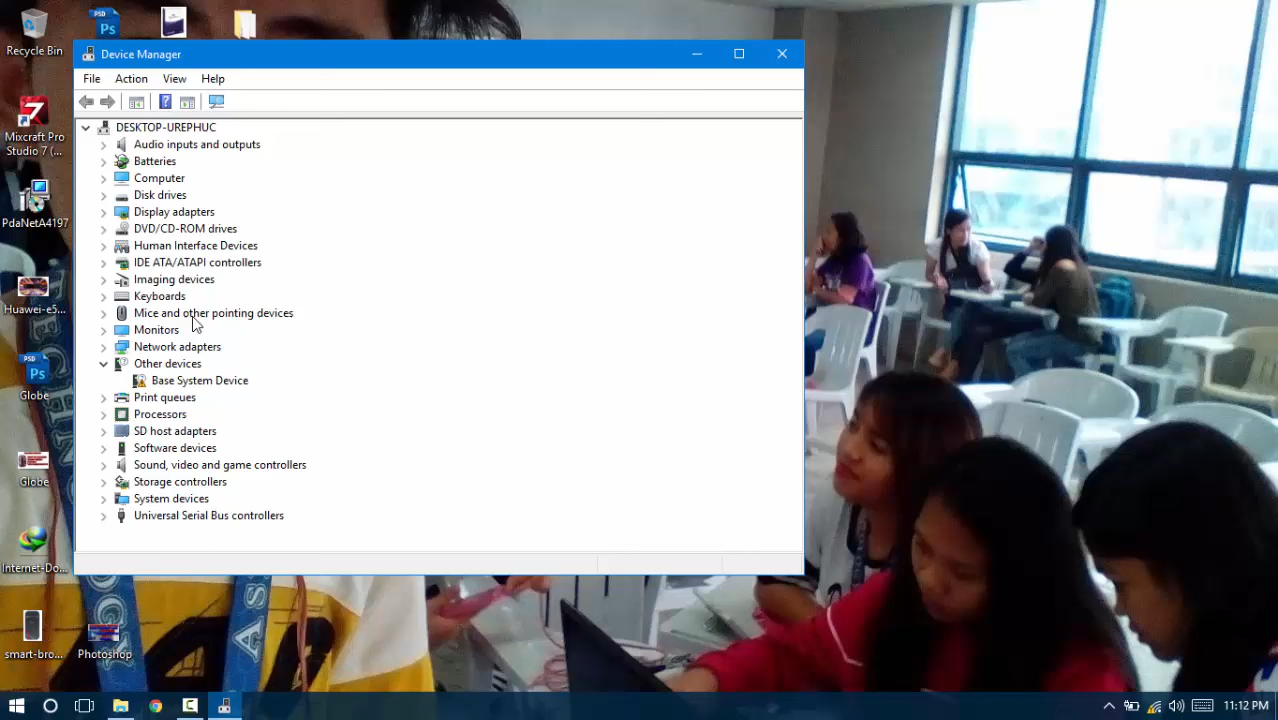 Recycle Bin
Mixcraft Pro
Studio 7 (...
PdaNetA4197
Huawei-e5...
PSD
Ps
Globe
Globe
Internet-Do...
smart-bro...
PSD
Ps
Photoshop
Device Manager
File Action View Help
DESKTOP-UREPHUC
Audio inputs and outputs
Batteries
Computer
Disk drives
Display adapters
DVD/CD-ROM drives
Human Interface Devices
IDE ATA/ATAPI controllers
Imaging devices
Keyboards
Mice and other pointing devices
Monitors
Network adapters
Other devices
Base System Device
Print queues
Processors
SD host adapters
Software devices
Sound, video and game controllers
Storage controllers
System devices
Universal Serial Bus controllers
11:12 PM